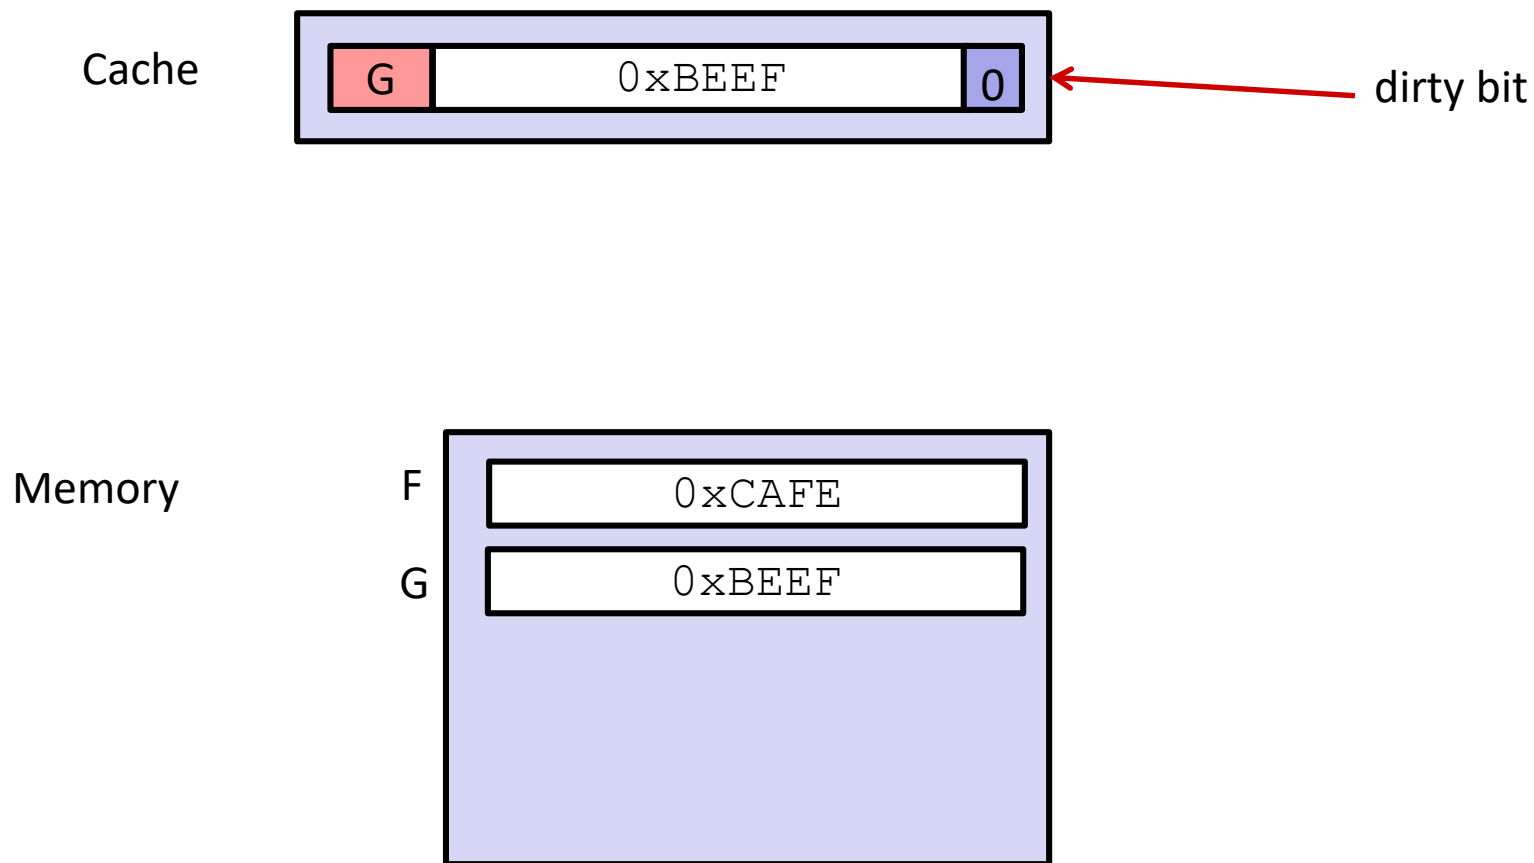 Cache
G 0xBEEF 0
dirty bit
Memory
F 0xCAFE
G 0xBEEF